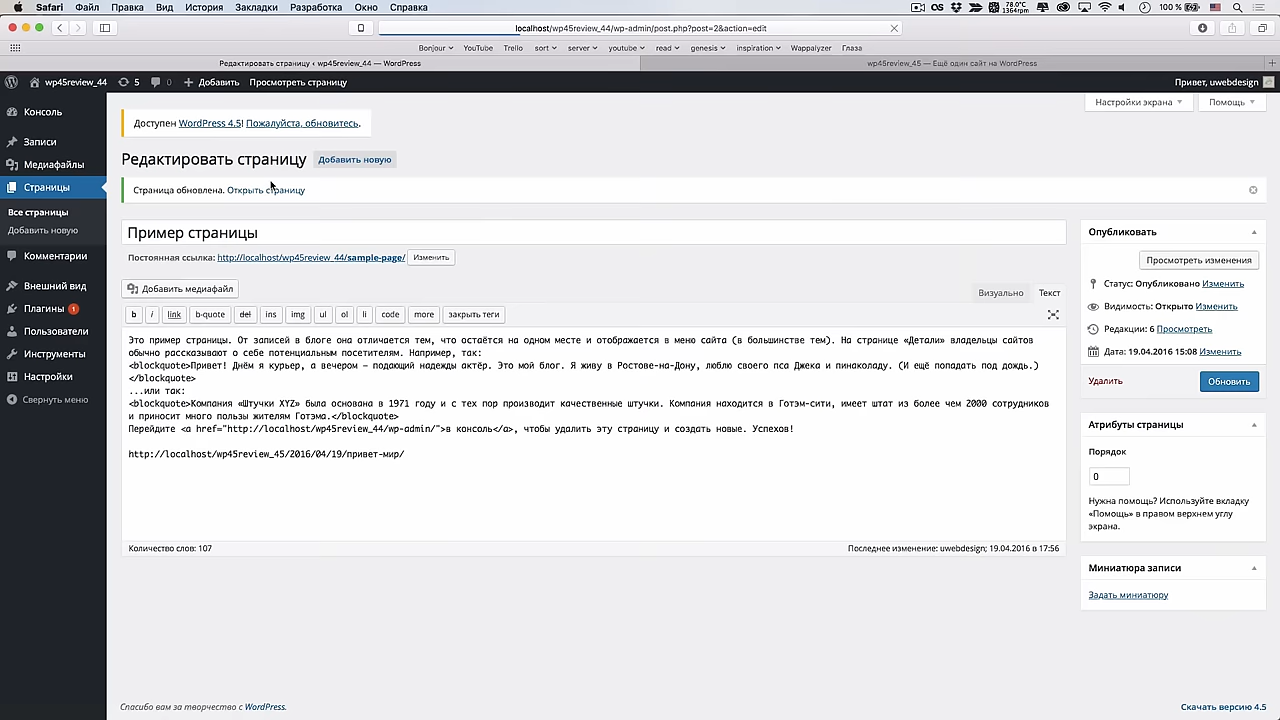 Safari Файл Правка Вид История Закладки Разработка Окно Справка
78.0°C 1364rpm 100 %
localhost/wp45review_44/wp-admin/post.php?post=2&action=edit
Bonjour YouTube Trello sort server youtube read genesis inspiration Wappalyzer Глаза
Редактировать страницу ‹ wp45review_44 — WordPress
wp45review_45 — Ещё один сайт на WordPress
wp45review_44 5 0 Добавить Просмотреть страницу
Привет, uwebdesign
Консоль
Записи
Медиафайлы
Страницы
Все страницы
Добавить новую
Комментарии
Внешний вид
Плагины 1
Пользователи
Инструменты
Настройки
Свернуть меню
Настройки экрана
Помощь
Доступен WordPress 4.5! Пожалуйста, обновитесь.
Редактировать страницу Добавить новую
Страница обновлена. Открыть страницу
Пример страницы
Постоянная ссылка: http://localhost/wp45review_44/sample-page/ Изменить
Добавить медиафайл
Визуально Текст
b i link b-quote del ins img ul ol li code more закрыть теги
Это пример страницы. От записей в блоге она отличается тем, что остаётся на одном месте и отображается в меню сайта (в большинстве тем). На странице «Детали» владельцы сайтов
обычно рассказывают о себе потенциальным посетителям. Например, так:
<blockquote>Привет! Днём я курьер, а вечером – подающий надежды актёр. Это мой блог. Я живу в Ростове-на-Дону, люблю своего пса Джека и пинаколаду. (И ещё попадать под дождь.)
</blockquote>
...или так:
<blockquote>Компания «Штучки XYZ» была основана в 1971 году и с тех пор производит качественные штучки. Компания находится в Готэм-сити, имеет штат из более чем 2000 сотрудников
и приносит много пользы жителям Готэма.</blockquote>
Перейдите <a href="http://localhost/wp45review_44/wp-admin/">в консоль</a>, чтобы удалить эту страницу и создать новые. Успехов!
http://localhost/wp45review_45/2016/04/19/привет-мир/
Количество слов: 107
Последнее изменение: uwebdesign; 19.04.2016 в 17:56
Опубликовать
Просмотреть изменения
Статус: Опубликовано Изменить
Видимость: Открыто Изменить
Редакции: 6 Просмотреть
Дата: 19.04.2016 15:08 Изменить
Удалить
Обновить
Атрибуты страницы
Порядок
0
Нужна помощь? Используйте вкладку
«Помощь» в правом верхнем углу
экрана.
Миниатюра записи
Задать миниатюру
Спасибо вам за творчество с WordPress.
Скачать версию 4.5